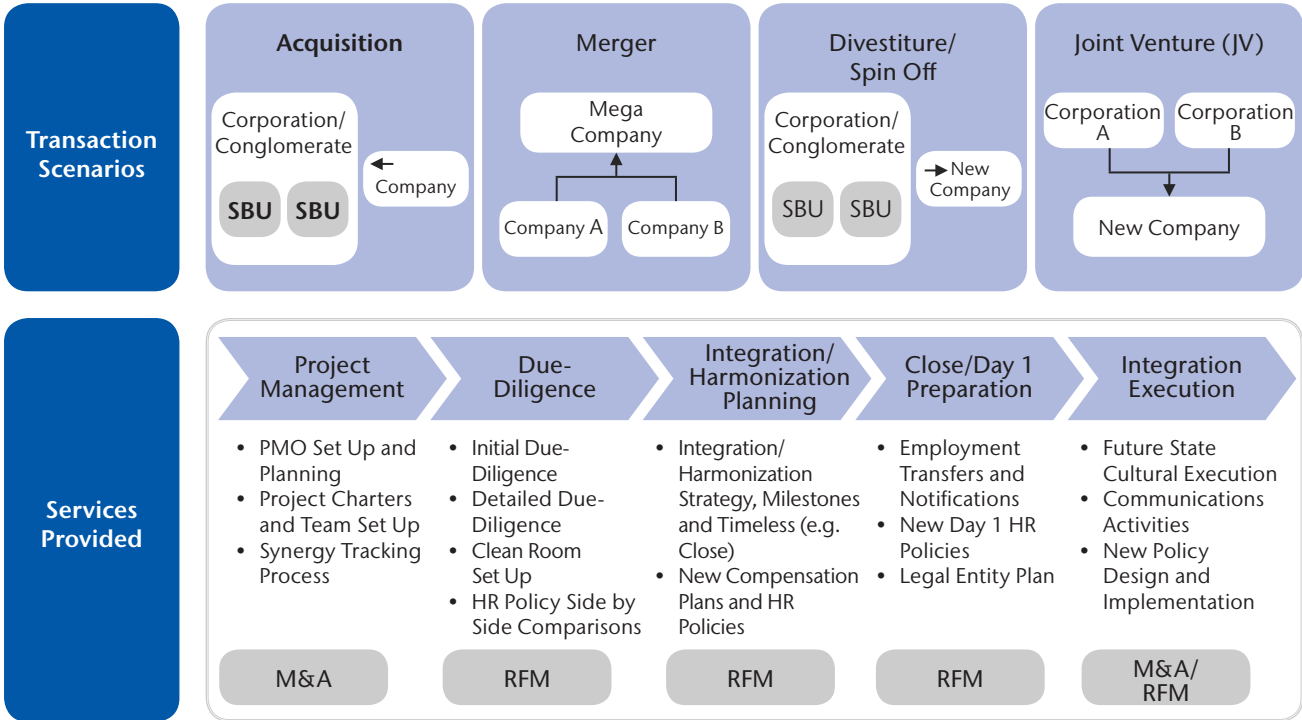 Transaction
Scenarios
Acquisition
Corporation/
Conglomerate
SBU
SBU
Company
Merger
Mega
Company
Company A
Company B
Divestiture/
Spin Off
Corporation/
Conglomerate
SBU
SBU
New
Company
Joint Venture (JV)
Corporation
A
Corporation
B
New Company
Services
Provided
Project
Management
• PMO Set Up and
Planning
• Project Charters
and Team Set Up
• Synergy Tracking
Process
M&A
Due-
Diligence
• Initial Due-
Diligence
• Detailed Due-
Diligence
• Clean Room
Set Up
• HR Policy Side by
Side Comparisons
RFM
Integration/
Harmonization
Planning
• Integration/
Harmonization
Strategy, Milestones
and Timeless (e.g.
Close)
• New Compensation
Plans and HR
Policies
RFM
Close/Day 1
Preparation
• Employment
Transfers and
Notifications
• New Day 1 HR
Policies
• Legal Entity Plan
RFM
Integration
Execution
• Future State
Cultural Execution
• Communications
Activities
• New Policy
Design and
Implementation
M&A/
RFM